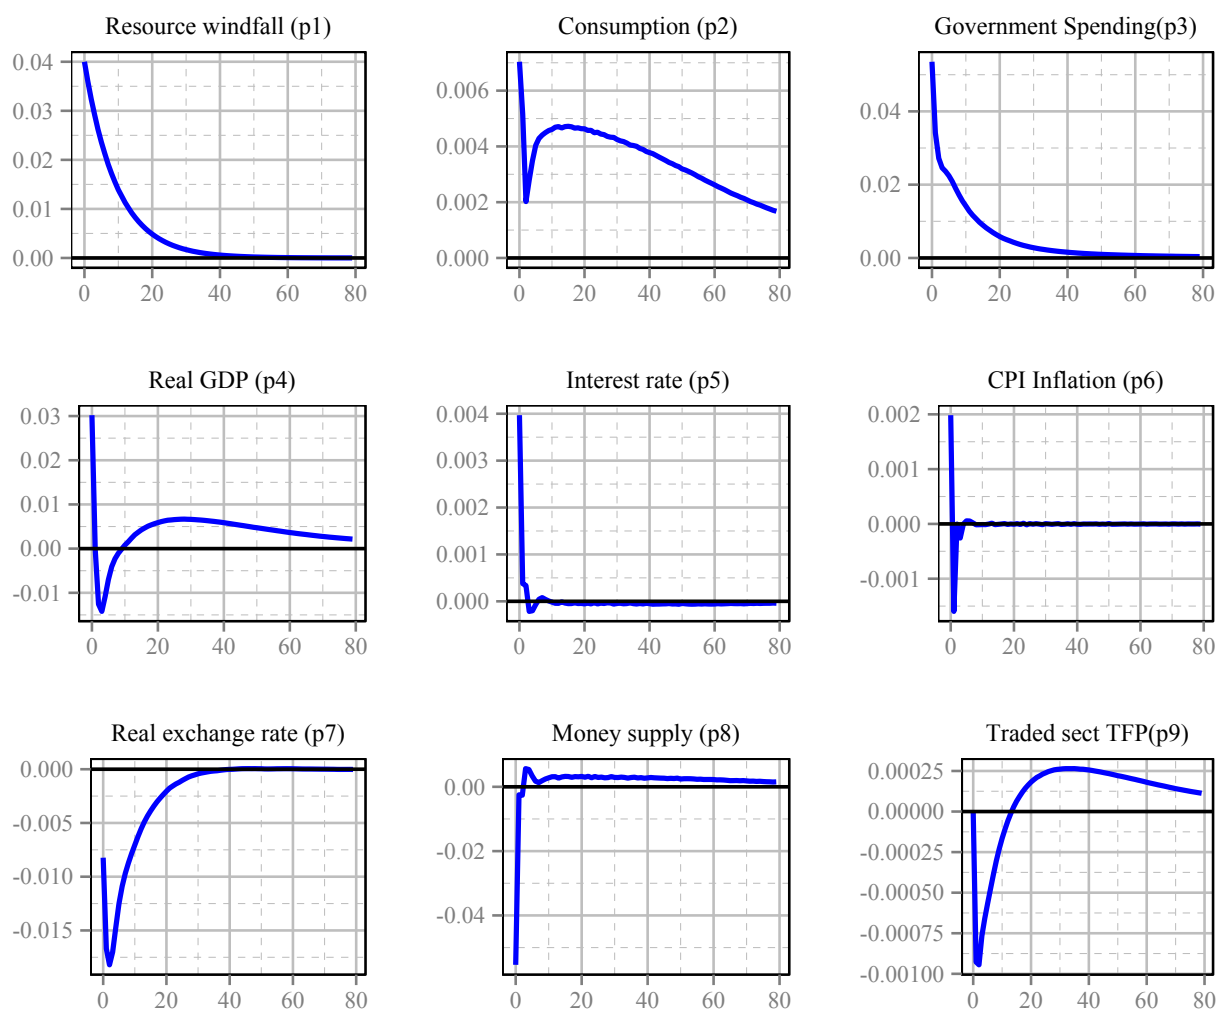 Resource windfall (p1)
0.04
0.03
0.02
0.01
0.00
0 20 40 60 80
Consumption (p2)
0.006
0.004
0.002
0.000
0 20 40 60 80
Government Spending(p3)
0.04
0.02
0.00
0 20 40 60 80
Real GDP (p4)
0.03
0.02
0.01
0.00
-0.01
0 20 40 60 80
Interest rate (p5)
0.004
0.003
0.002
0.001
0.000
0 20 40 60 80
CPI Inflation (p6)
0.002
0.001
0.000
-0.001
0 20 40 60 80
Real exchange rate (p7)
0.000
-0.005
-0.010
-0.015
0 20 40 60 80
Money supply (p8)
0.00
-0.02
-0.04
0 20 40 60 80
Traded sect TFP(p9)
0.00025
0.00000
-0.00025
-0.00050
-0.00075
-0.00100
0 20 40 60 80